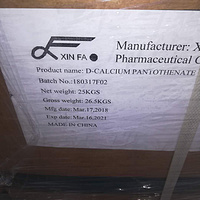 XIN FA
Manufacturer: X
Pharmaceutical C
Product name: D-CALCIUM PANTOTHENATE
Batch No.:180317F02
Net weight: 25KGS
Gross weight: 26.5KGS
Mfg date: Mar.17,2018
Exp date: Mar.16,2021
MADE IN CHINA